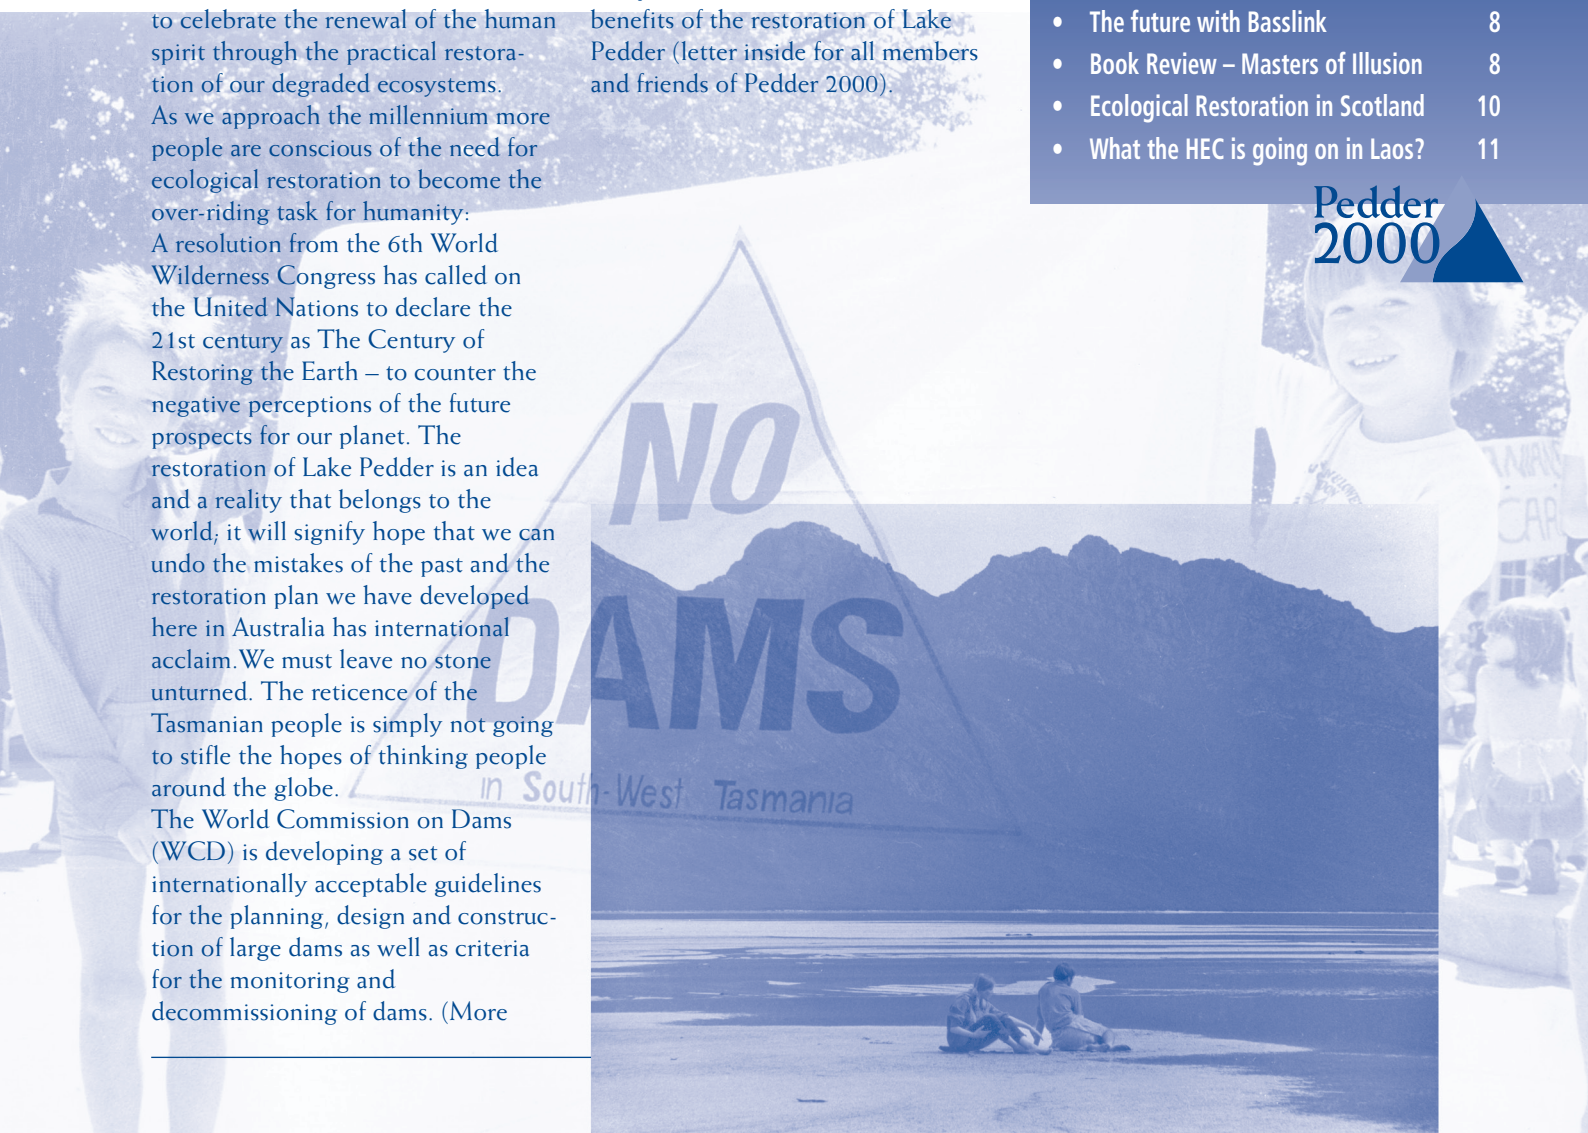 to celebrate the renewal of the human
spirit through the practical restora-
tion of our degraded ecosystems.
As we approach the millennium more
people are conscious of the need for
ecological restoration to become the
over-riding task for humanity:
A resolution from the 6th World
Wilderness Congress has called on
the United Nations to declare the
21st century as The Century of
Restoring the Earth – to counter the
negative perceptions of the future
prospects for our planet. The
restoration of Lake Pedder is an idea
and a reality that belongs to the
world; it will signify hope that we can
undo the mistakes of the past and the
restoration plan we have developed
here in Australia has international
acclaim.We must leave no stone
unturned. The reticence of the
Tasmanian people is simply not going
to stifle the hopes of thinking people
around the globe.
The World Commission on Dams
(WCD) is developing a set of
internationally acceptable guidelines
for the planning, design and construc-
tion of large dams as well as criteria
for the monitoring and
decommissioning of dams. (More
benefits of the restoration of Lake
Pedder (letter inside for all members
and friends of Pedder 2000).
• The future with Basslink 8
• Book Review – Masters of Illusion 8
• Ecological Restoration in Scotland 10
• What the HEC is going on in Laos? 11
Pedder
2000
NO
DAMS
in South-West Tasmania